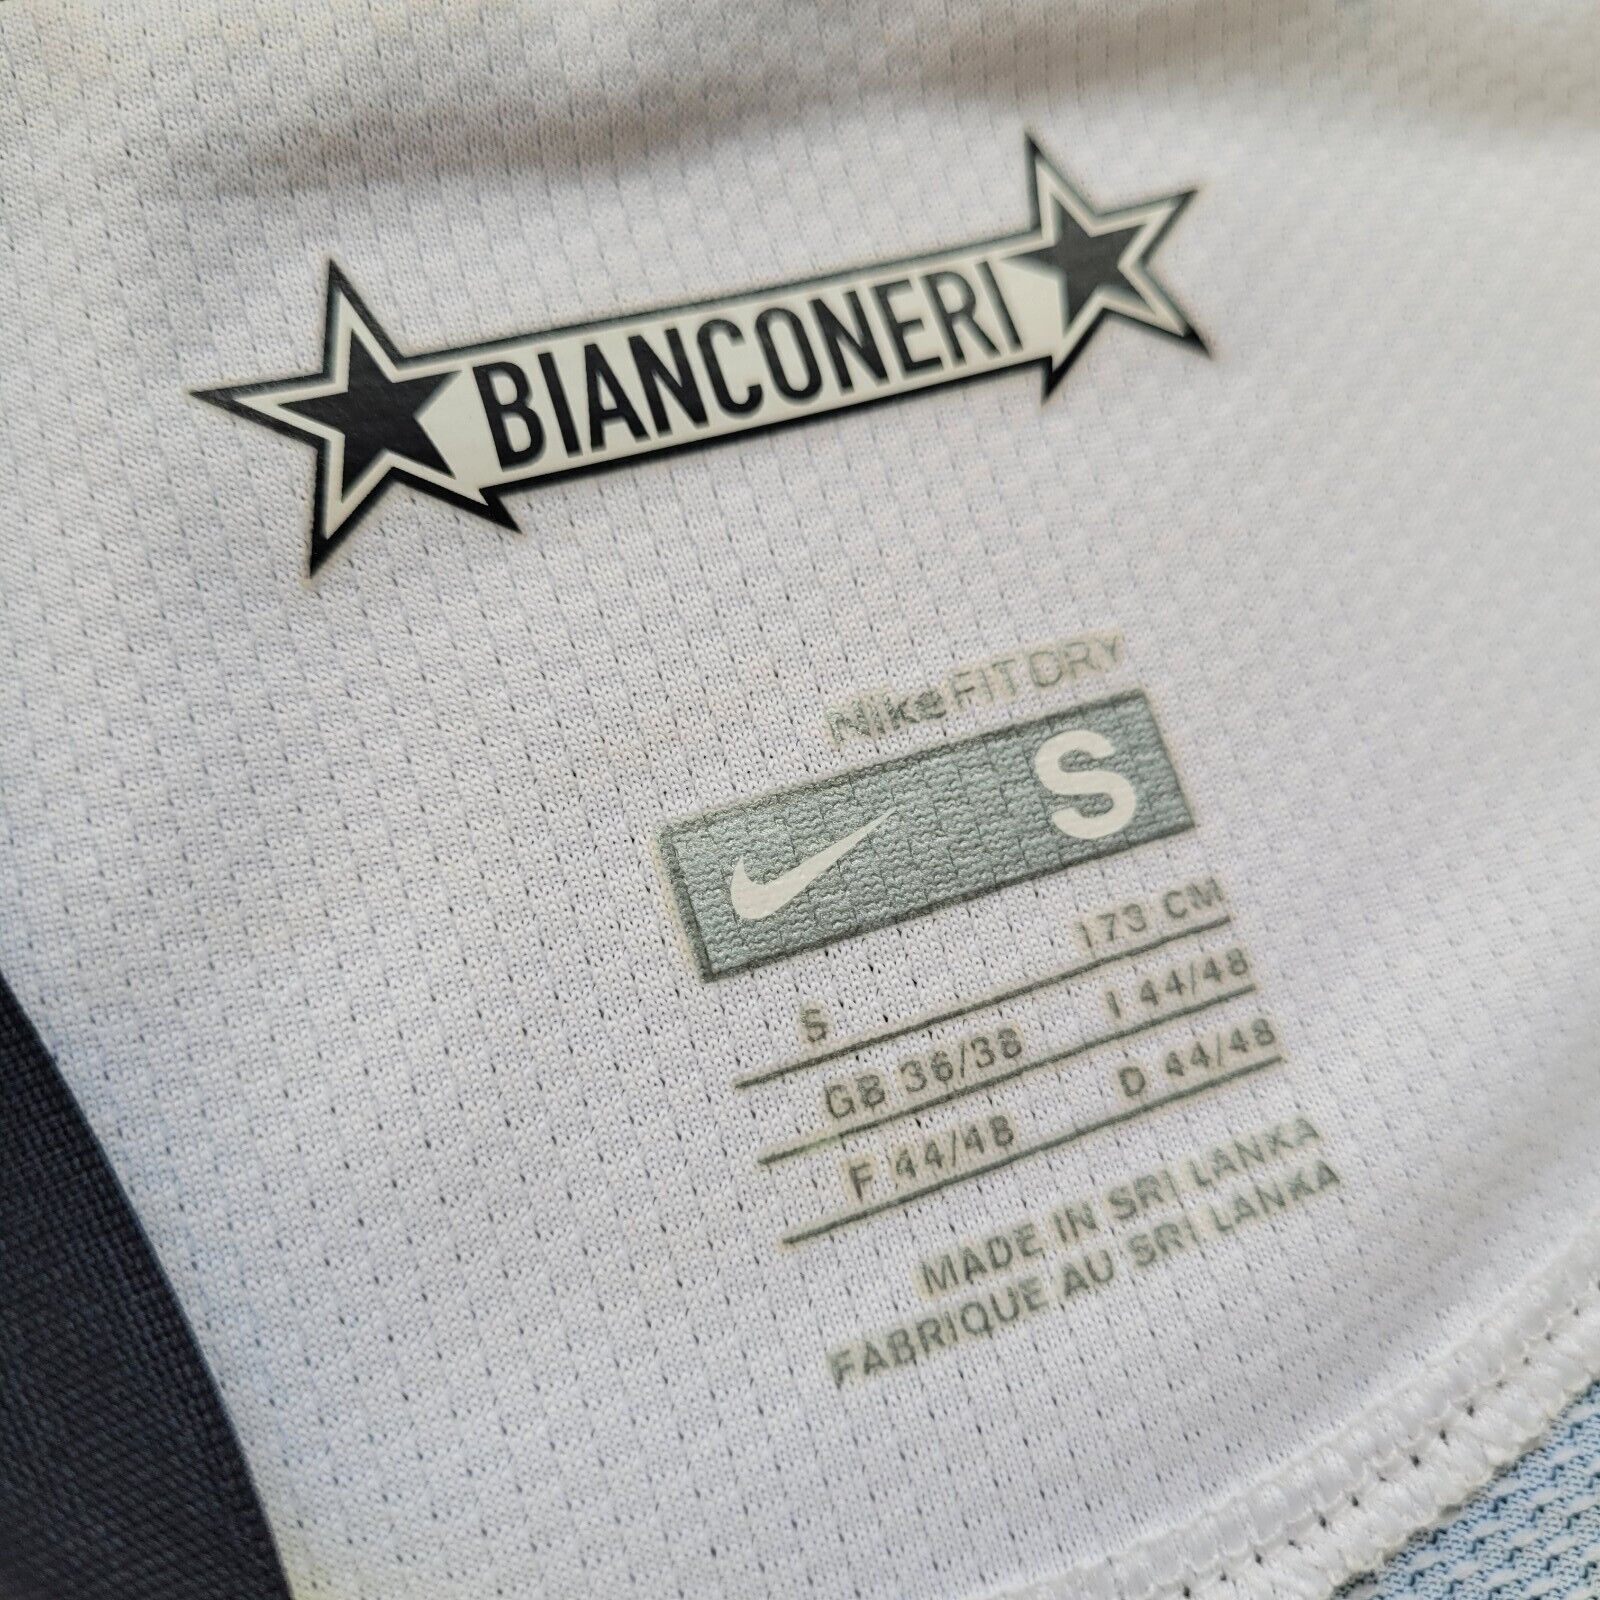 BIANCONERI
NikeFIT DRY
S
S 173 CM
GB 36/38 I 44/48
F 44/48 D 44/48
MADE IN SRI LANKA
FABRIQUE AU SRI LANKA